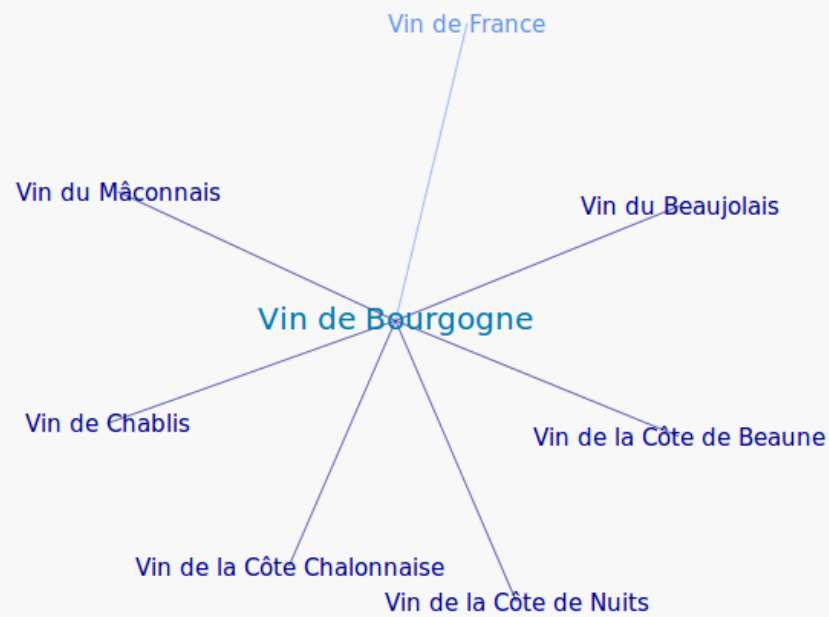 Vin de France
Vin du Mâconnais
Vin du Beaujolais
Vin de Bourgogne
Vin de Chablis
Vin de la Côte de Beaune
Vin de la Côte Chalonnaise
Vin de la Côte de Nuits